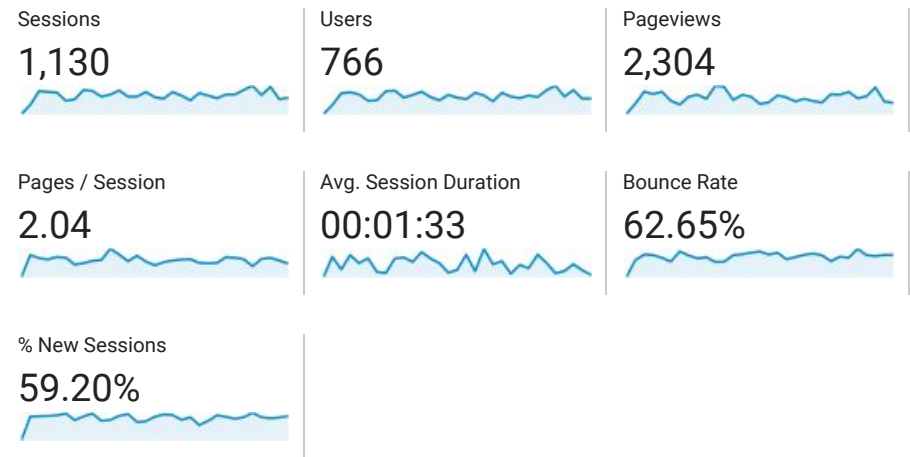 Sessions
1,130
Users
766
Pageviews
2,304
Pages / Session
2.04
Avg. Session Duration
00:01:33
Bounce Rate
62.65%
% New Sessions
59.20%